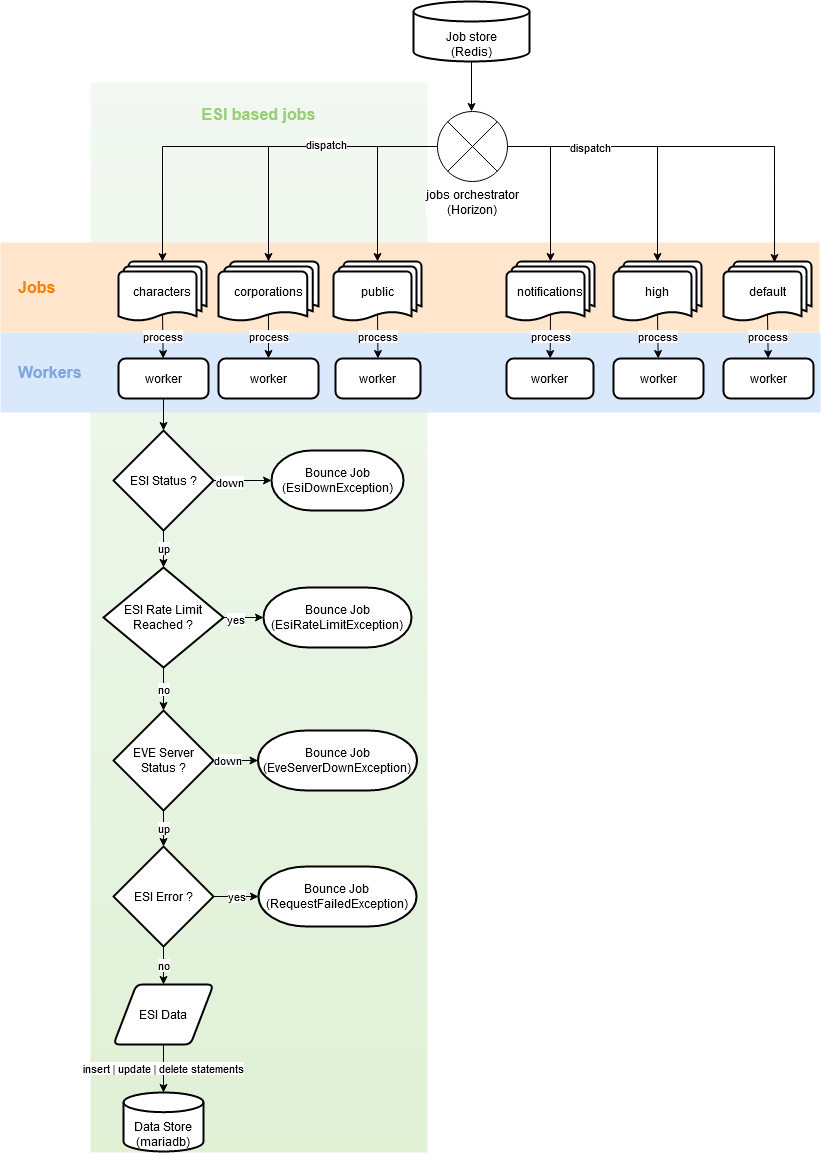 Job store
(Redis)
ESI based jobs
dispatch
dispatch
jobs orchestrator
(Horizon)
Jobs
characters
corporations
public
notifications
high
default
process
process
process
process
process
process
Workers
worker
worker
worker
worker
worker
worker
ESI Status ?
down
Bounce Job
(EsiDownException)
up
ESI Rate Limit
Reached ?
yes
Bounce Job
(EsiRateLimitException)
no
EVE Server
Status ?
down
Bounce Job
(EveServerDownException)
up
ESI Error ?
yes
Bounce Job
(RequestFailedException)
no
ESI Data
insert | update | delete statements
Data Store
(mariadb)